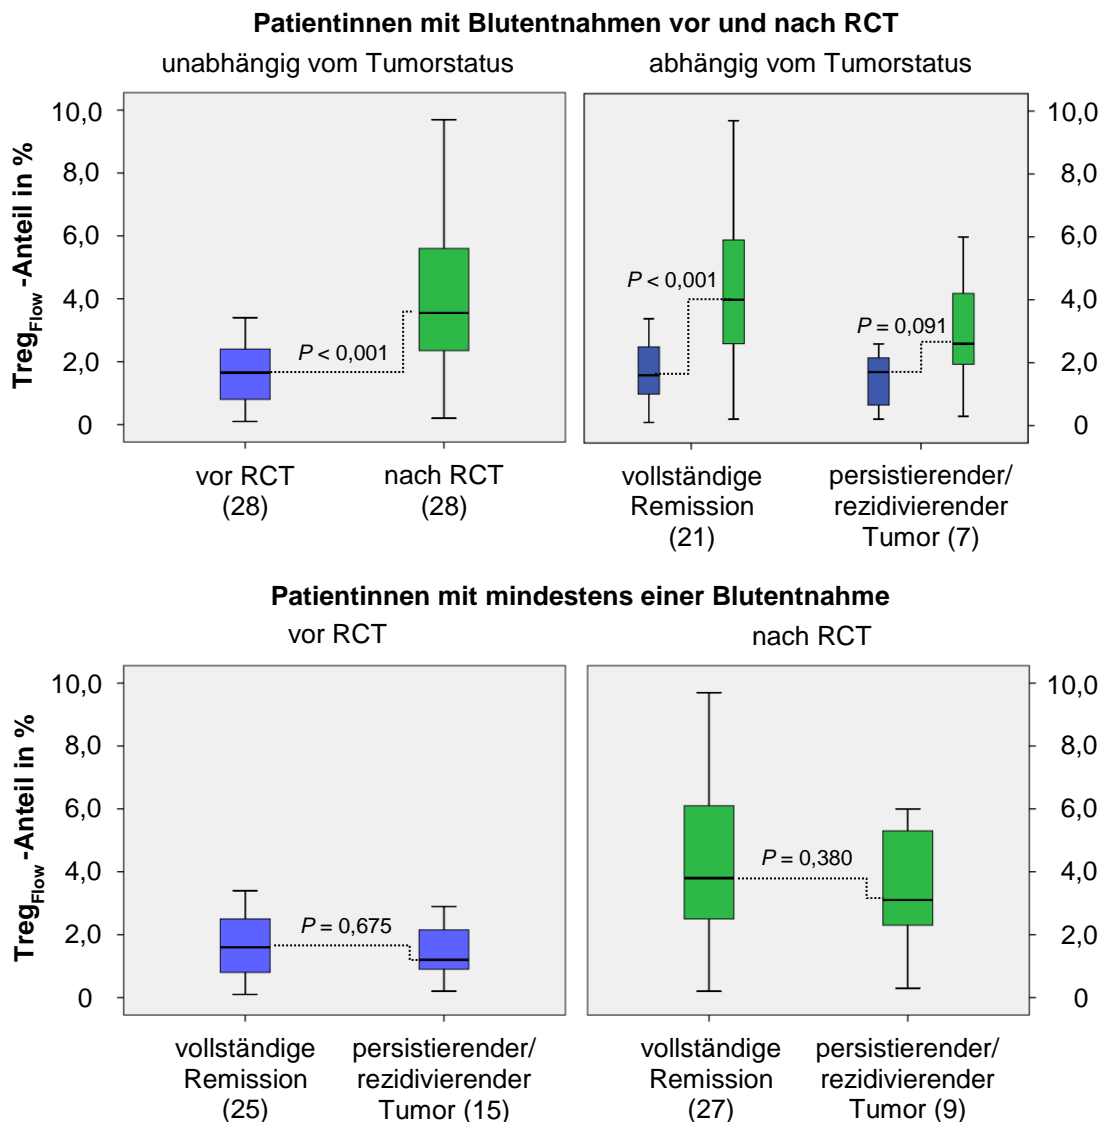 Patientinnen mit Blutentnahmen vor und nach RCT
unabhängig vom Tumorstatus
abhängig vom Tumorstatus
Treg_Flow -Anteil in %
10,0
8,0
6,0
4,0
2,0
0
P < 0,001
vor RCT
(28)
nach RCT
(28)
P < 0,001
P = 0,091
10,0
8,0
6,0
4,0
2,0
0
vollständige
Remission
(21)
persistierender/
rezidivierender
Tumor (7)
Patientinnen mit mindestens einer Blutentnahme
vor RCT
nach RCT
Treg_Flow -Anteil in %
10,0
8,0
6,0
4,0
2,0
0
P = 0,675
vollständige
Remission
(25)
persistierender/
rezidivierender
Tumor (15)
P = 0,380
10,0
8,0
6,0
4,0
2,0
0
vollständige
Remission
(27)
persistierender/
rezidivierender
Tumor (9)